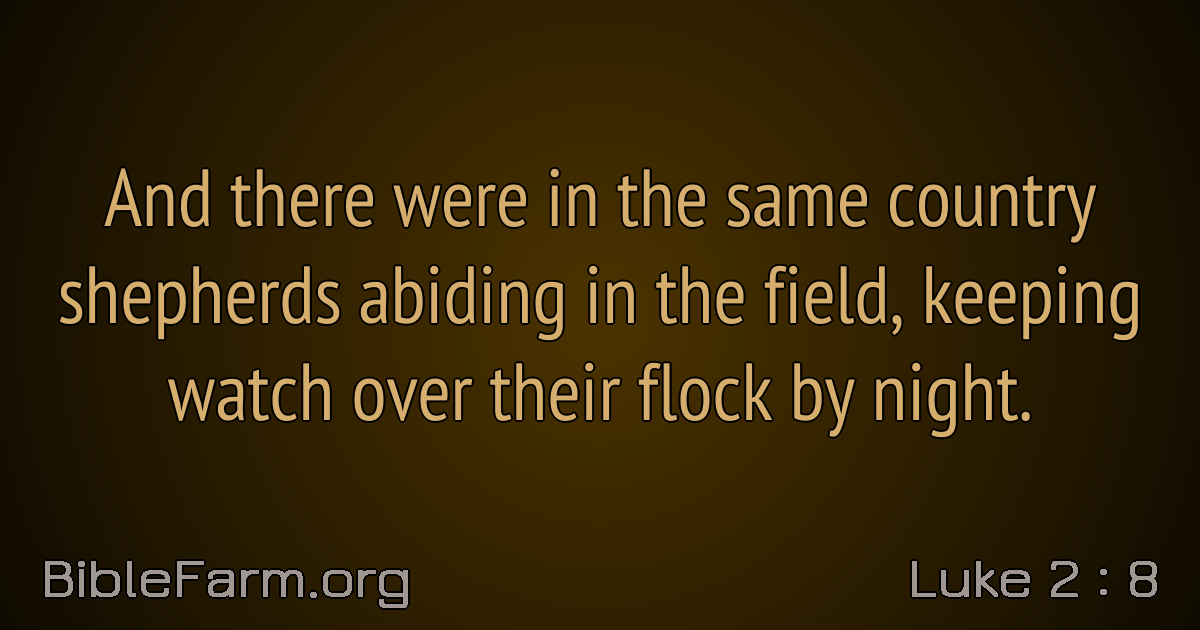 And there were in the same country
shepherds abiding in the field, keeping
watch over their flock by night.
BibleFarm.org
Luke 2 : 8